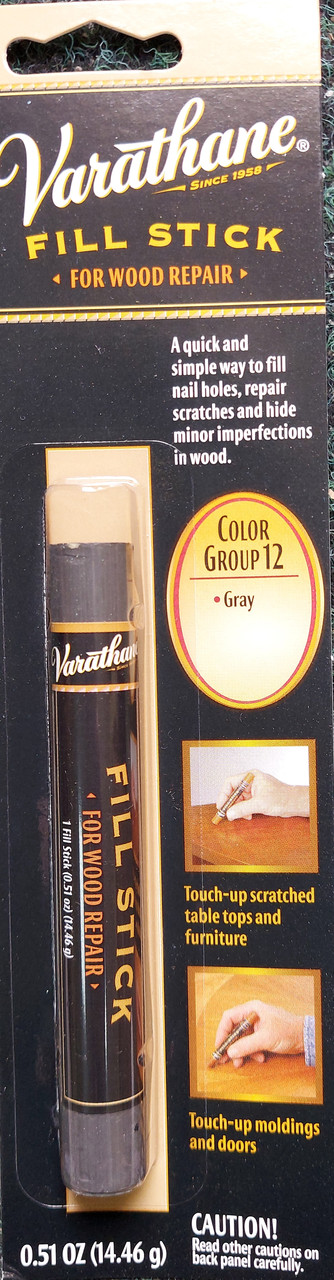 Varathane®
SINCE 1958
FILL STICK
FOR WOOD REPAIR
A quick and
simple way to fill
nail holes, repair
scratches and hide
minor imperfections
in wood.
COLOR
GROUP 12
• Gray
Varathane
FILL STICK
FOR WOOD REPAIR
1 Fill Stick (0.51 oz) (14.46 g)
Touch-up scratched
table tops and
furniture
Touch-up moldings
and doors
0.51 OZ (14.46 g)
CAUTION!
Read other cautions on
back panel carefully.